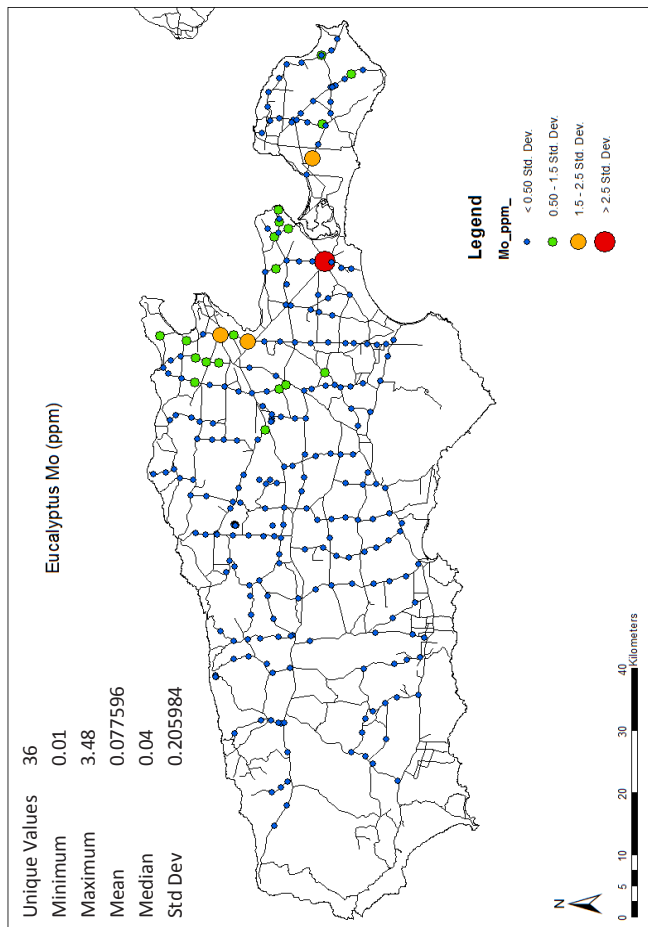 Unique Values 36
Minimum 0.01
Maximum 3.48
Mean 0.077596
Median 0.04
Std Dev 0.205984
Eucalyptus Mo (ppm)
Legend
Mo_ppm_
< 0.50 Std. Dev.
0.50 - 1.5 Std. Dev.
1.5 - 2.5 Std. Dev.
> 2.5 Std. Dev.
N
0 5 10 20 30 40
Kilometers